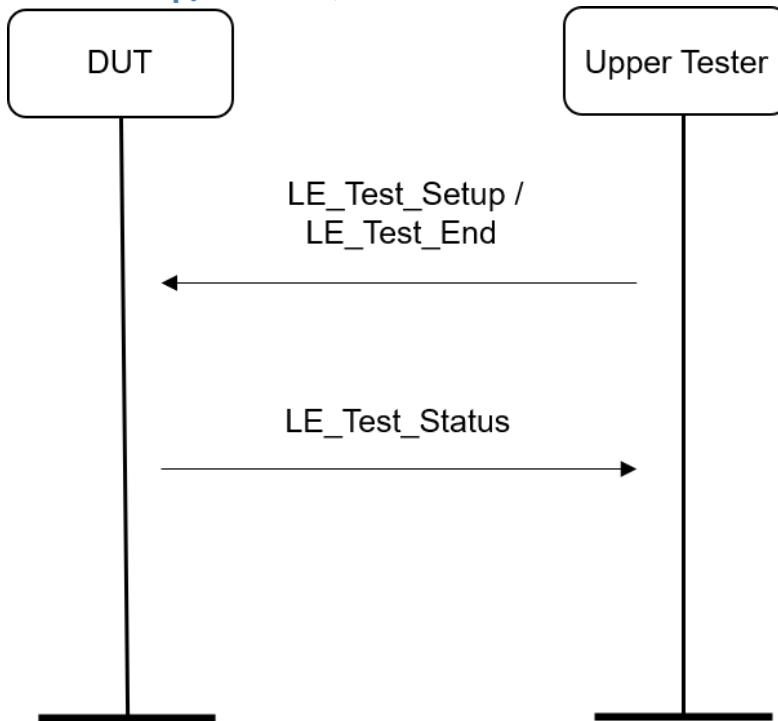 DUT
Upper Tester
LE_Test_Setup /
LE_Test_End
LE_Test_Status